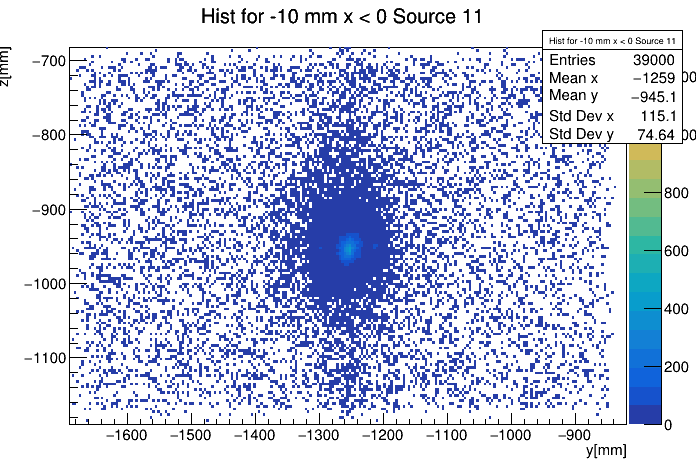 Hist for -10 mm x < 0 Source 11
z[mm]
Hist for -10 mm x < 0 Source 11
Entries 39000
Mean x −1259
Mean y −945.1
Std Dev x 115.1
Std Dev y 74.64
−700
−800
−900
−1000
−1100
800
600
400
200
0
−1600 −1500 −1400 −1300 −1200 −1100 −1000 −900
y[mm]